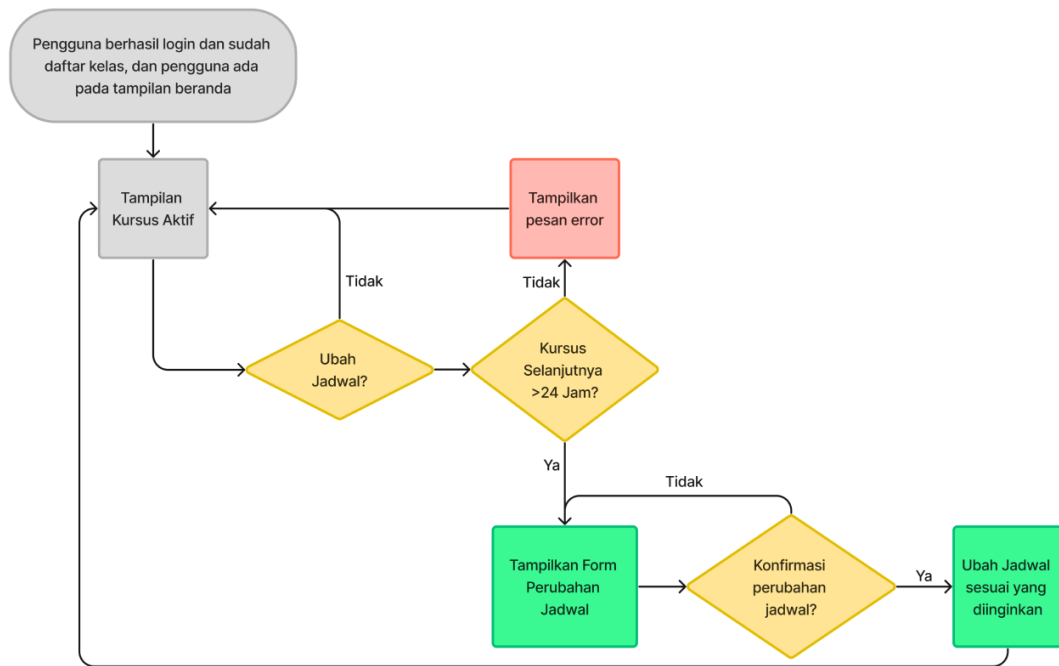 Pengguna berhasil login dan sudah
daftar kelas, dan pengguna ada
pada tampilan beranda
Tampilan
Kursus Aktif
Tampilkan
pesan error
Tidak
Tidak
Ubah
Jadwal?
Kursus
Selanjutnya
>24 Jam?
Ya
Tidak
Tampilkan Form
Perubahan
Jadwal
Konfirmasi
perubahan
jadwal?
Ya
Ubah Jadwal
sesuai yang
diinginkan